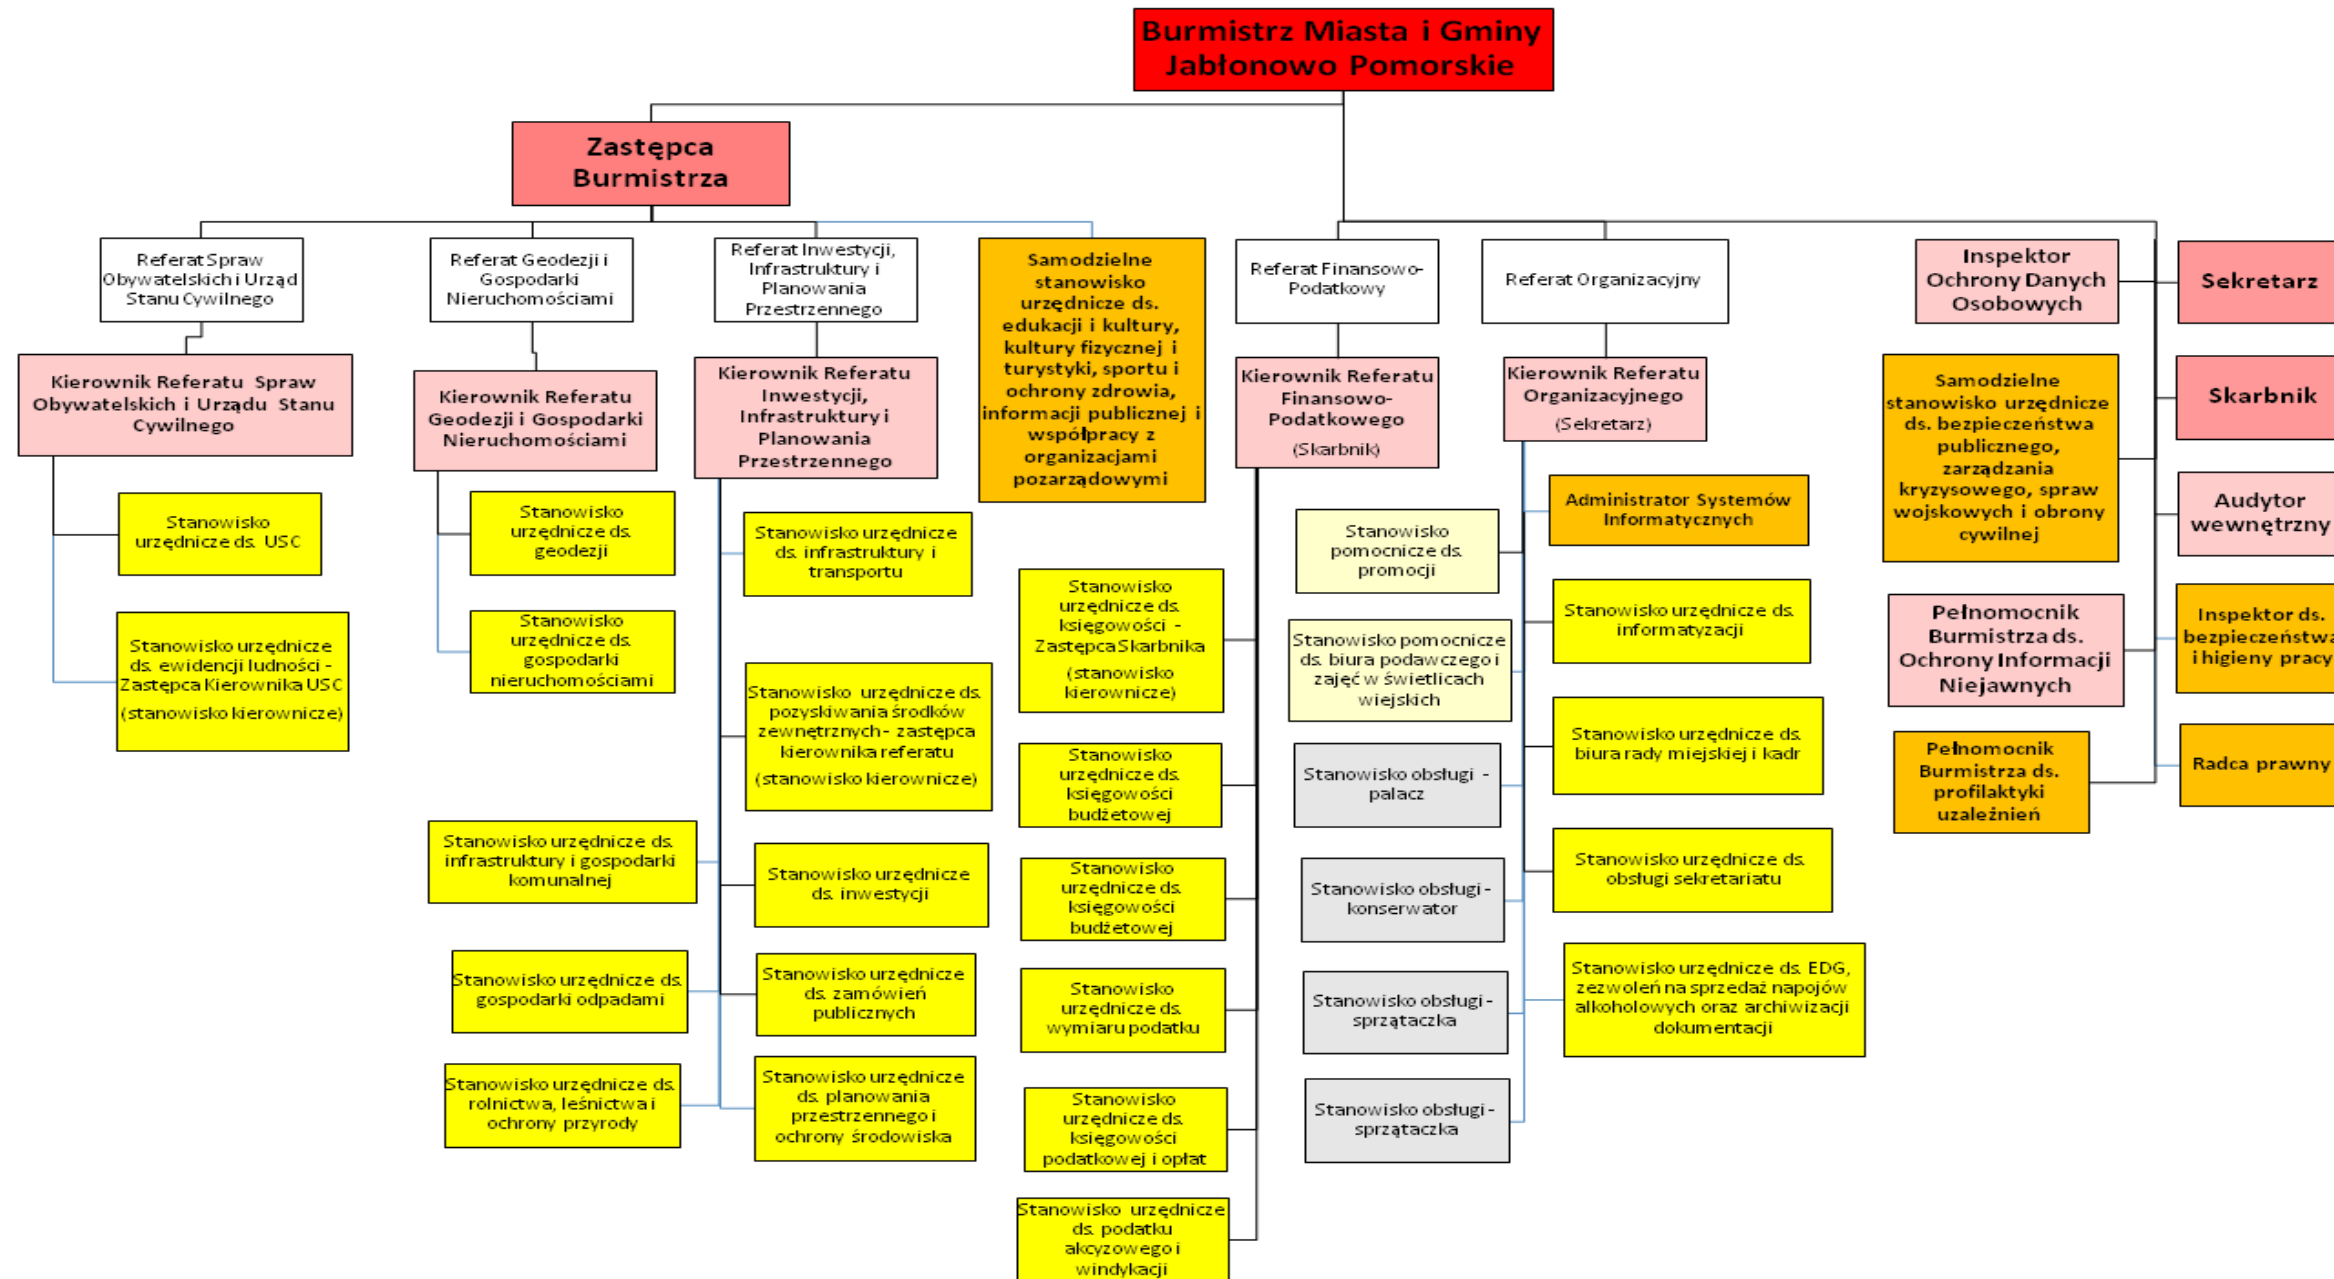 Burmistrz Miasta i Gminy
Jabłonowo Pomorskie
Zastępca
Burmistrza
Referat Spraw
Obywatelskich i Urząd
Stanu Cywilnego
Referat Geodezji i
Gospodarki
Nieruchomościami
Referat Inwestycji,
Infrastruktury i
Planowania
Przestrzennego
Samodzielne
stanowisko
urzędnicze ds.
edukacji i kultury,
kultury fizycznej i
turystyki, sportu i
ochrony zdrowia,
informacji publicznej i
współpracy z
organizacjami
pozarządowymi
Referat Finansowo-
Podatkowy
Referat Organizacyjny
Inspektor
Ochrony Danych
Osobowych
Sekretarz
Kierownik Referatu Spraw
Obywatelskich i Urzędu Stanu
Cywilnego
Kierownik Referatu
Geodezji i Gospodarki
Nieruchomościami
Kierownik Referatu
Inwestycji,
Infrastruktury i
Planowania
Przestrzennego
Kierownik Referatu
Finansowo-
Podatkowego
(Skarbnik)
Kierownik Referatu
Organizacyjnego
(Sekretarz)
Samodzielne
stanowisko urzędnicze
ds. bezpieczeństwa
publicznego,
zarządzania
kryzysowego, spraw
wojskowych i obrony
cywilnej
Skarbnik
Audytor
wewnętrzny
Stanowisko
urzędnicze ds. USC
Stanowisko
urzędnicze ds.
geodezji
Stanowisko urzędnicze
ds. infrastruktury i
transportu
Stanowisko
pomocnicze ds.
promocji
Administrator Systemów
Informatycznych
Stanowisko urzędnicze
ds. ewidencji ludności -
Zastępca Kierownika USC
(stanowisko kierownicze)
Stanowisko
urzędnicze ds.
gospodarki
nieruchomościami
Stanowisko urzędnicze ds.
pozyskiwania środków
zewnętrznych- zastępca
kierownika referatu
(stanowisko kierownicze)
Stanowisko
urzędnicze ds.
księgowości -
Zastępca Skarbnika
(stanowisko
kierownicze)
Stanowisko pomocnicze
ds. biura podawczego i
zajęć w świetlicach
wiejskich
Stanowisko urzędnicze ds.
informatyzacji
Pełnomocnik
Burmistrza ds.
Ochrony Informacji
Niejawnych
Inspektor ds.
bezpieczeństwa
i higieny pracy
Stanowisko
urzędnicze ds.
księgowości
budżetowej
Stanowisko obsługi -
palacz
Stanowisko urzędnicze ds.
biura rady miejskiej i kadr
Pełnomocnik
Burmistrza ds.
profilaktyki
uzależnień
Radca prawny
Stanowisko urzędnicze ds.
infrastruktury i gospodarki
komunalnej
Stanowisko urzędnicze
ds. inwestycji
Stanowisko
urzędnicze ds.
księgowości
budżetowej
Stanowisko obsługi -
konserwator
Stanowisko urzędnicze ds.
obsługi sekretariatu
Stanowisko urzędnicze ds.
gospodarki odpadami
Stanowisko urzędnicze
ds. zamówień
publicznych
Stanowisko
urzędnicze ds.
wymiaru podatku
Stanowisko obsługi -
sprzątaczka
Stanowisko urzędnicze ds. EDG,
zezwoleń na sprzedaż napojów
alkoholowych oraz archiwizacji
dokumentacji
Stanowisko urzędnicze ds.
rolnictwa, leśnictwa i
ochrony przyrody
Stanowisko urzędnicze
ds. planowania
przestrzennego i
ochrony środowiska
Stanowisko
urzędnicze ds.
księgowości
podatkowej i opłat
Stanowisko obsługi -
sprzątaczka
Stanowisko urzędnicze
ds. podatku
akcyzowego i
windykacji